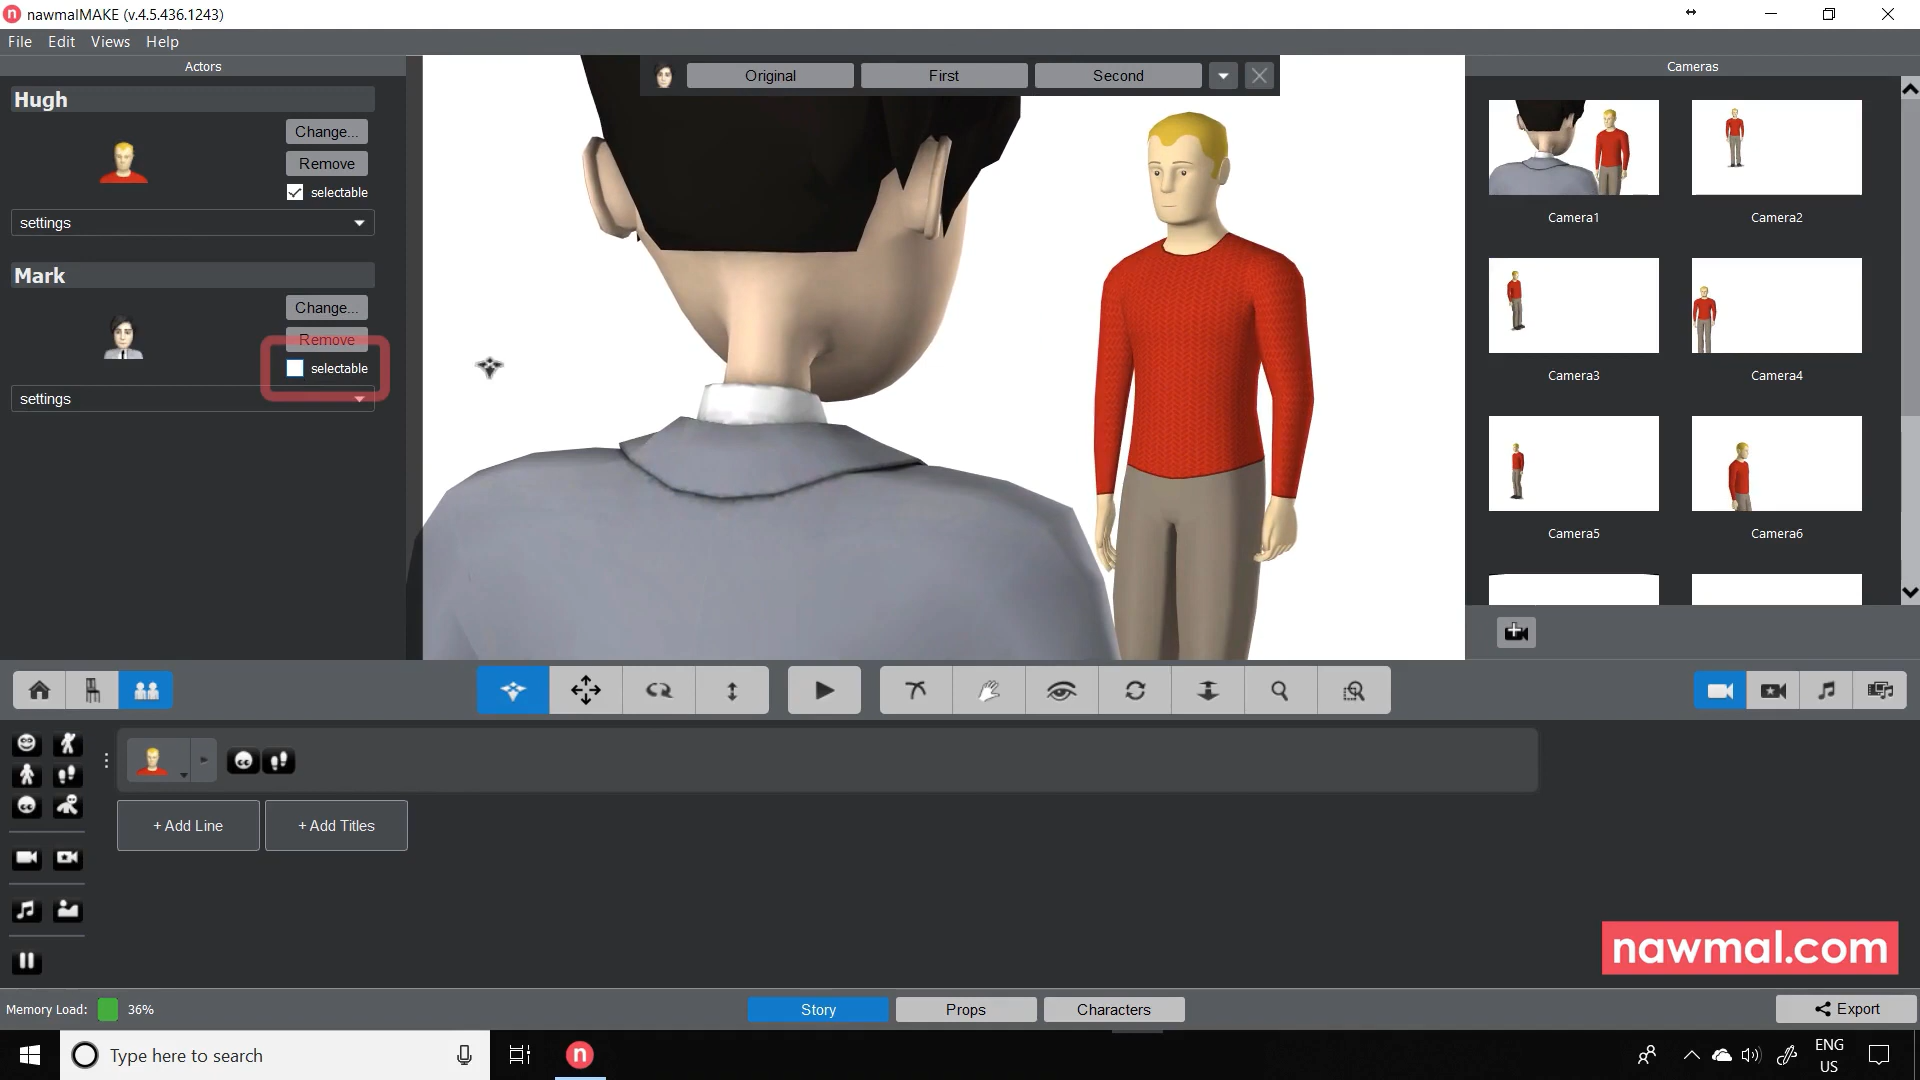 nawmalMAKE (v.4.5.436.1243)
File Edit Views Help
Actors
Hugh
Change...
Remove
selectable
settings
Mark
Change...
Remove
selectable
settings
Original First Second
Cameras
Camera1 Camera2
Camera3 Camera4
Camera5 Camera6
+ Add Line + Add Titles
nawmal.com
Memory Load: 36%
Story Props Characters
Export
Type here to search
n
ENG
US